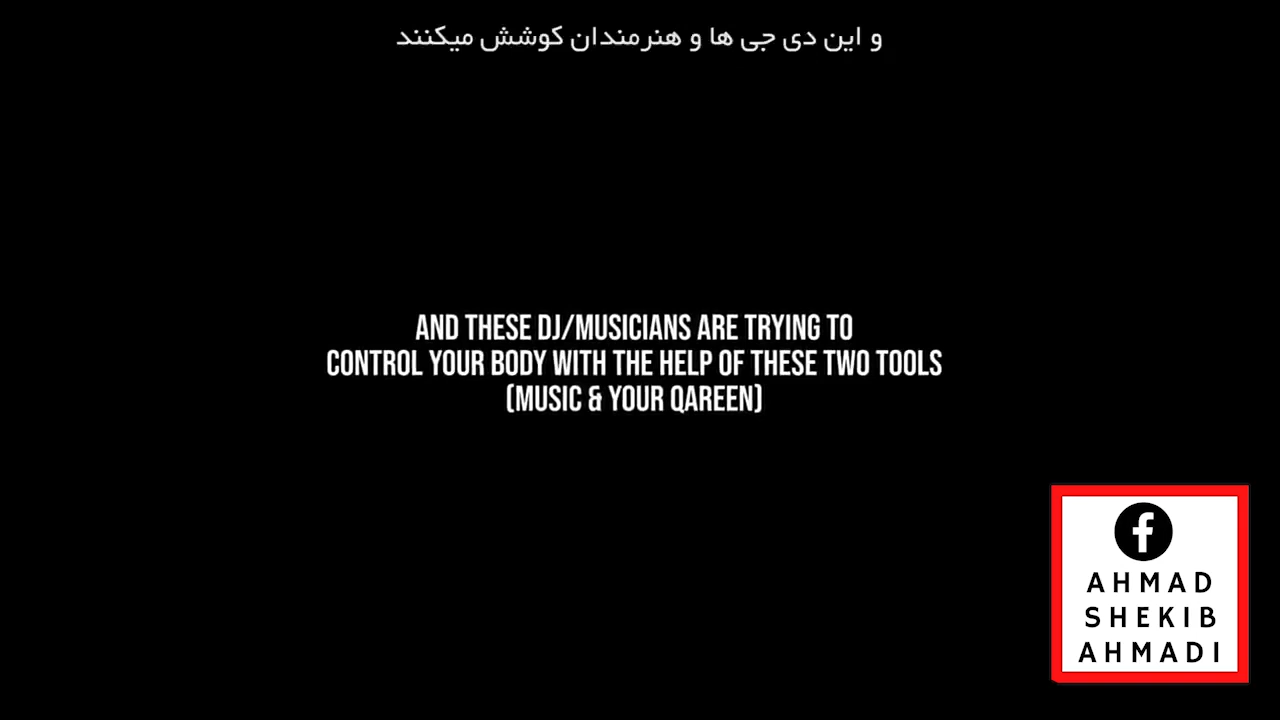 و این دی جی ها و هنرمندان کوشش میکنند
AND THESE DJ/MUSICIANS ARE TRYING TO
CONTROL YOUR BODY WITH THE HELP OF THESE TWO TOOLS
(MUSIC & YOUR QAREEN)
AHMAD
SHEKIB
AHMADI